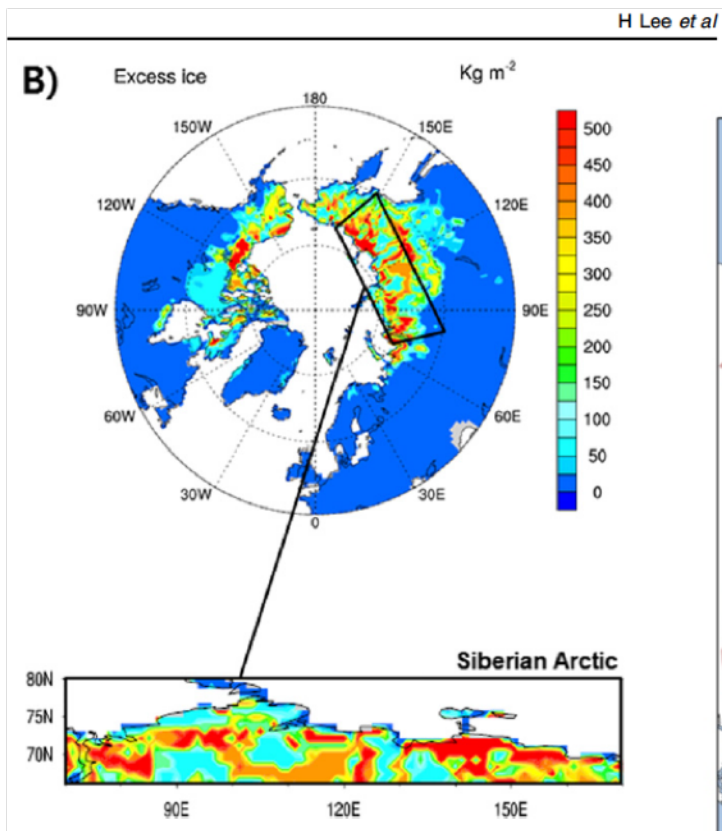 H Lee et al
B)
Excess ice
Kg m⁻²
180
150W
150E
120W
120E
90W
90E
60W
60E
30W
30E
0
500
450
400
350
300
250
200
150
100
50
0
Siberian Arctic
80N
75N
70N
90E
120E
150E